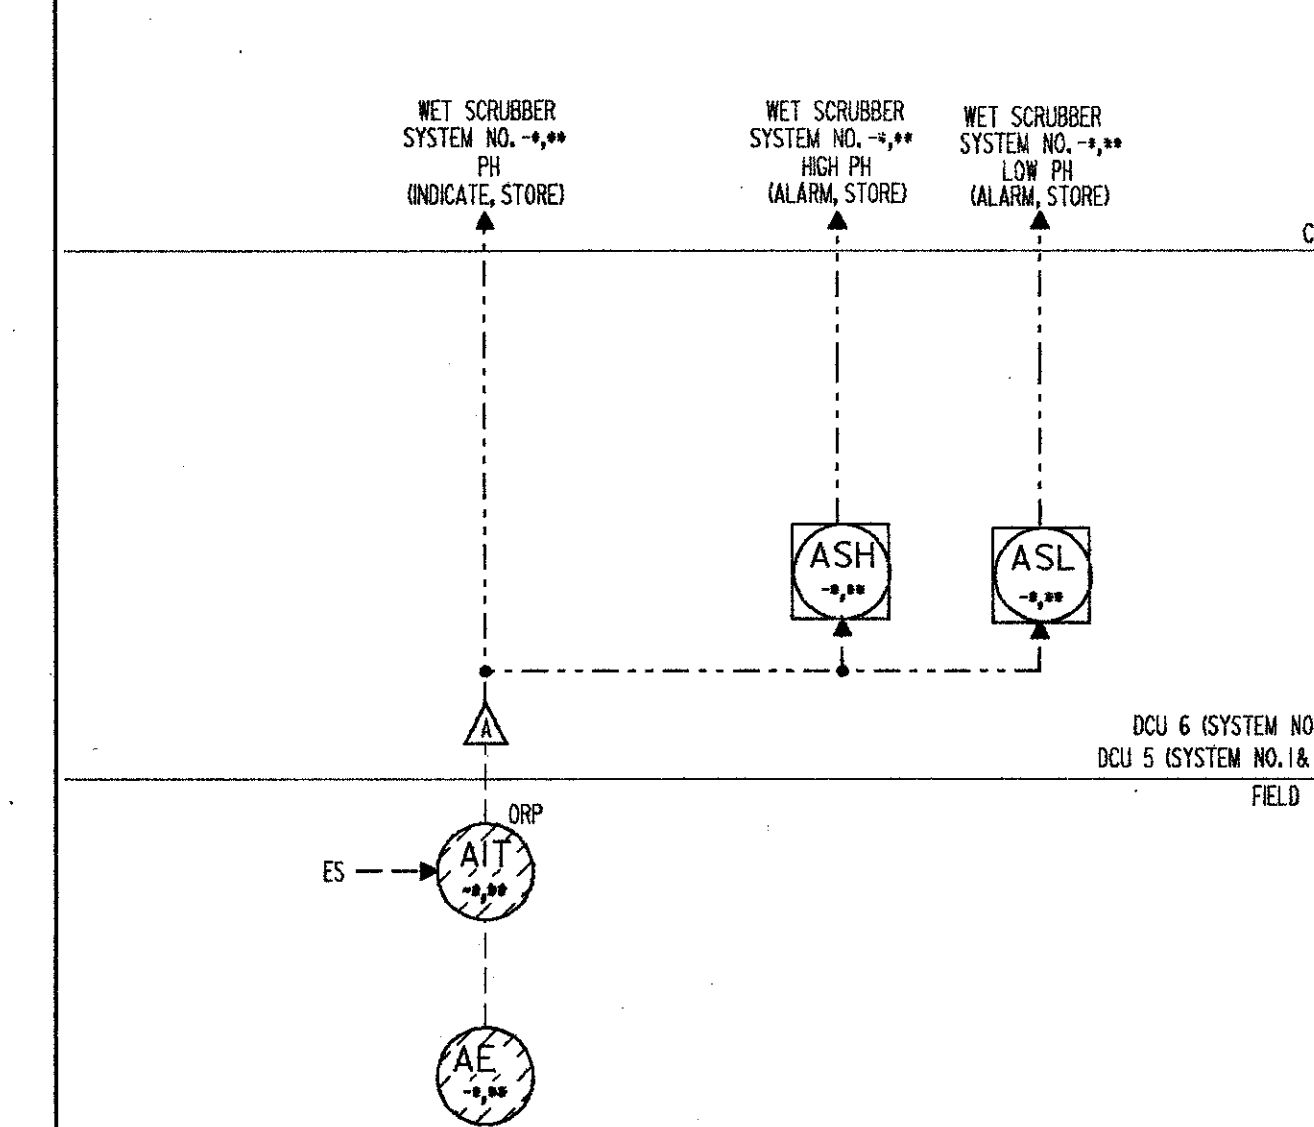 WET SCRUBBER
SYSTEM NO. -*,**
PH
(INDICATE, STORE)
WET SCRUBBER
SYSTEM NO. -*,**
HIGH PH
(ALARM, STORE)
WET SCRUBBER
SYSTEM NO. -*,**
LOW PH
(ALARM, STORE)
C
ASH
-*,**
ASL
-*,**
A
DCU 6 (SYSTEM NO
DCU 5 (SYSTEM NO.1&
FIELD
ORP
ES
AIT
-*,**
AE
-*,**